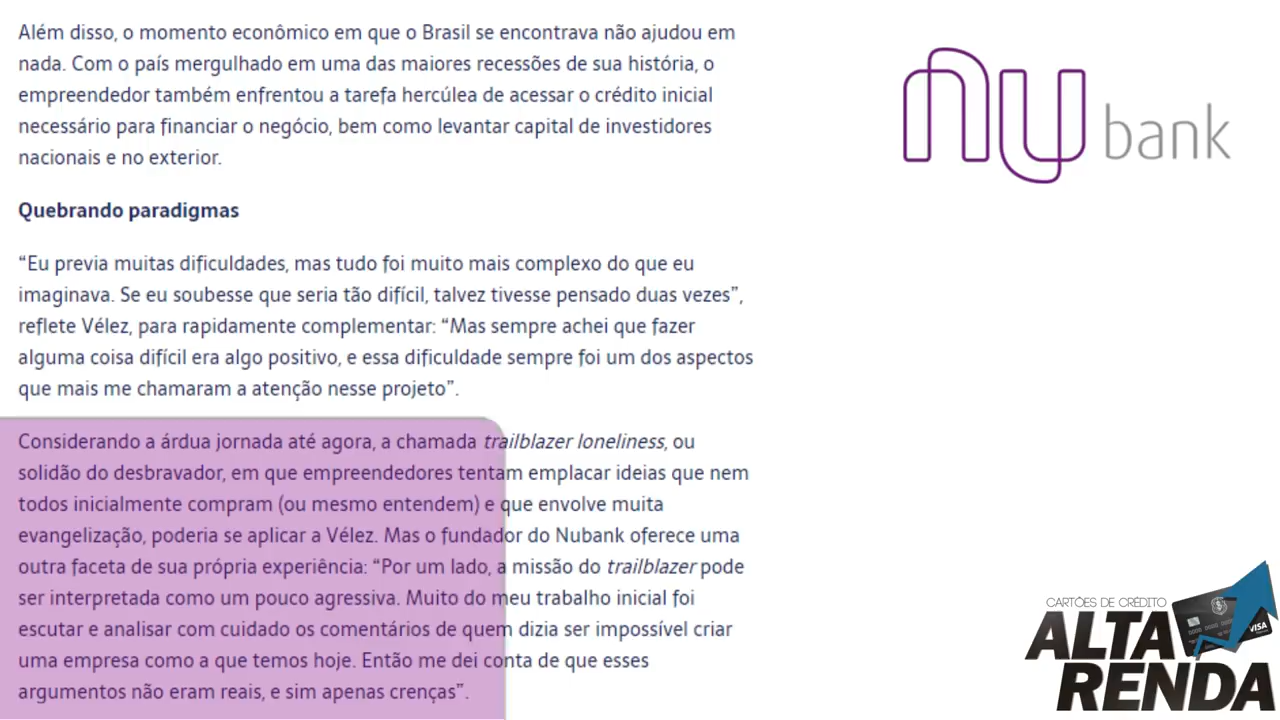 Além disso, o momento econômico em que o Brasil se encontrava não ajudou em
nada. Com o país mergulhado em uma das maiores recessões de sua história, o
empreendedor também enfrentou a tarefa hercúlea de acessar o crédito inicial
necessário para financiar o negócio, bem como levantar capital de investidores
nacionais e no exterior.
Quebrando paradigmas
“Eu previa muitas dificuldades, mas tudo foi muito mais complexo do que eu
imaginava. Se eu soubesse que seria tão difícil, talvez tivesse pensado duas vezes”,
reflete Vélez, para rapidamente complementar: “Mas sempre achei que fazer
alguma coisa difícil era algo positivo, e essa dificuldade sempre foi um dos aspectos
que mais me chamaram a atenção nesse projeto”.
Considerando a árdua jornada até agora, a chamada trailblazer loneliness, ou
solidão do desbravador, em que empreendedores tentam emplacar ideias que nem
todos inicialmente compram (ou mesmo entendem) e que envolve muita
evangelização, poderia se aplicar a Vélez. Mas o fundador do Nubank oferece uma
outra faceta de sua própria experiência: “Por um lado, a missão do trailblazer pode
ser interpretada como um pouco agressiva. Muito do meu trabalho inicial foi
escutar e analisar com cuidado os comentários de quem dizia ser impossível criar
uma empresa como a que temos hoje. Então me dei conta de que esses
argumentos não eram reais, e sim apenas crenças”.
nu bank
CARTÕES DE CRÉDITO
ALTA
RENDA
VISA